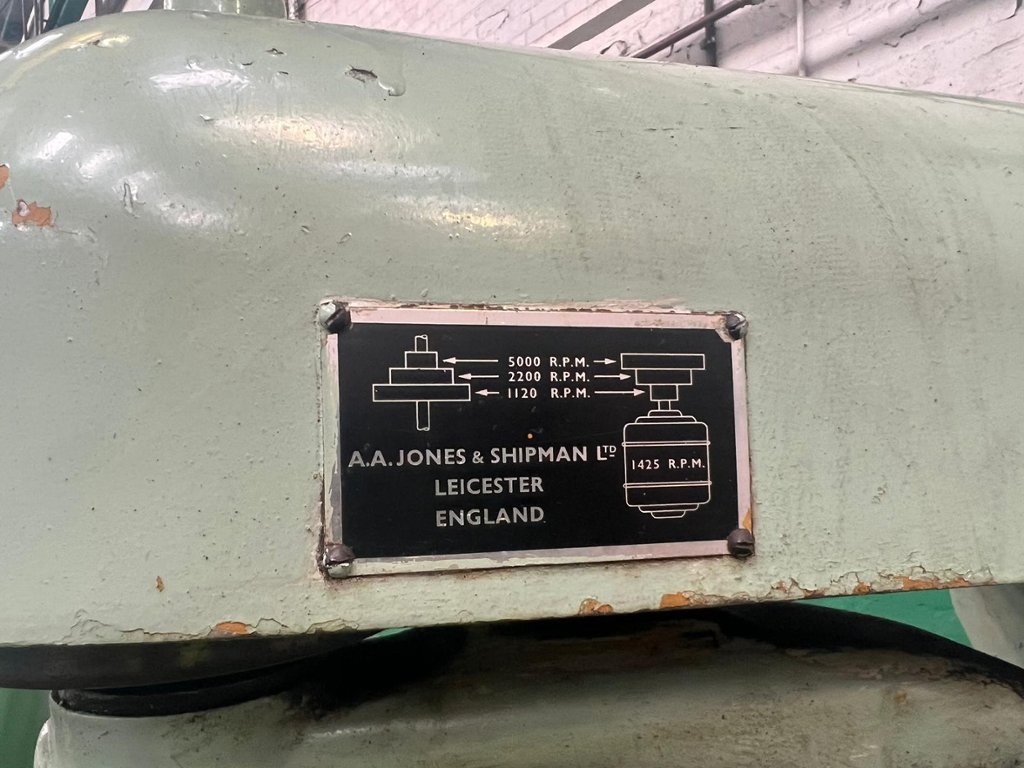 5000 R.P.M.
2200 R.P.M.
1120 R.P.M.
A.A. JONES & SHIPMAN LTD
1425 R.P.M.
LEICESTER
ENGLAND